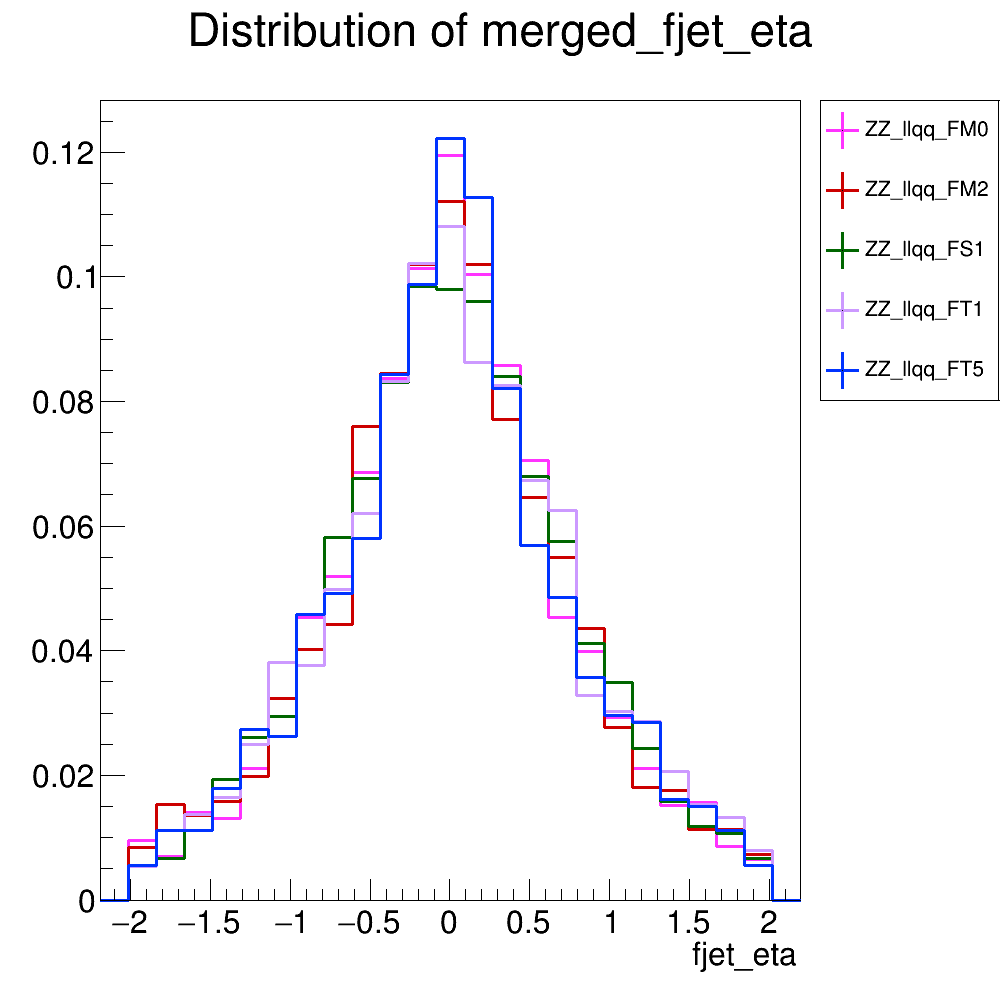 Distribution of merged_fjet_eta
ZZ_llqq_FM0
ZZ_llqq_FM2
ZZ_llqq_FS1
ZZ_llqq_FT1
ZZ_llqq_FT5
0.12
0.1
0.08
0.06
0.04
0.02
0
−2 −1.5 −1 −0.5 0 0.5 1 1.5 2
fjet_eta